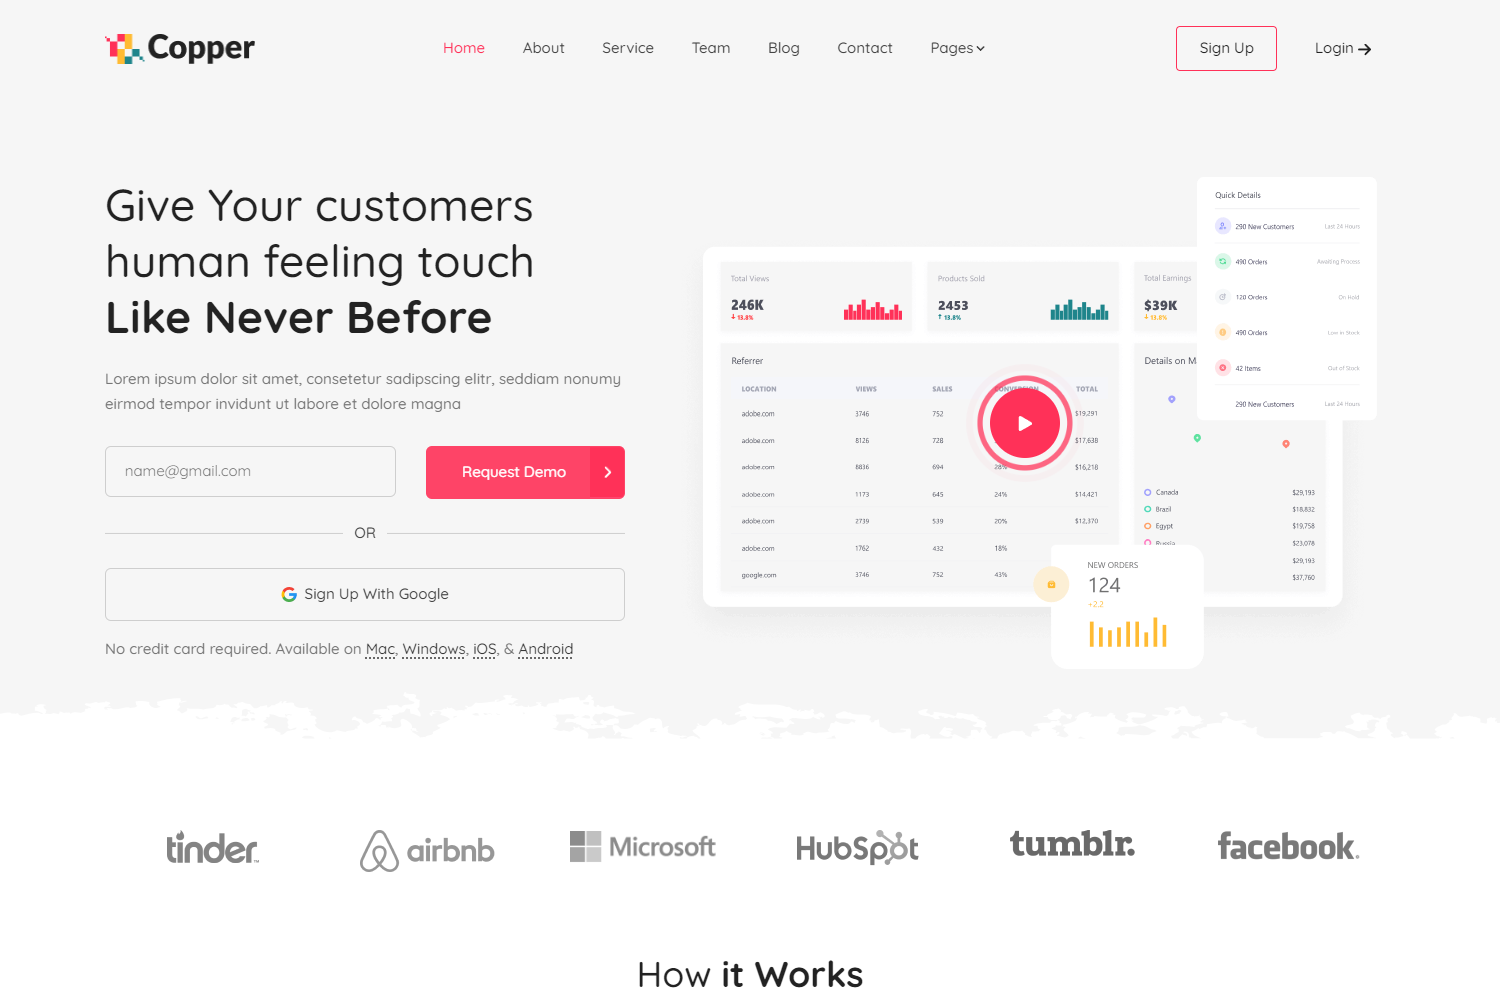 Copper
Home About Service Team Blog Contact Pages
Sign Up
Login
Give Your customers
human feeling touch
Like Never Before
Lorem ipsum dolor sit amet, consetetur sadipscing elitr, seddiam nonumy
eirmod tempor invidunt ut labore et dolore magna
name@gmail.com
Request Demo
OR
Sign Up With Google
No credit card required. Available on Mac, Windows, iOS, & Android
Total Views
246K
13.8%
Products Sold
2453
13.8%
Total Earnings
$39K
13.8%
Quick Details
290 New Customers Last 24 Hours
490 Orders Awaiting Process
120 Orders On Hold
490 Orders Low in Stock
42 Items Out of Stock
290 New Customers Last 24 Hours
Referrer
LOCATION VIEWS SALES CONVERSION TOTAL
adobe.com 3746 752 $19,291
adobe.com 8126 728 $17,638
adobe.com 8836 694 28% $16,218
adobe.com 1173 645 24% $14,421
adobe.com 2739 539 20% $12,370
adobe.com 1762 432 18%
google.com 3746 752 43%
Details on M
Canada $29,193
Brazil $18,832
Egypt $19,758
Russia $23,078
$29,193
$37,760
NEW ORDERS
124
+2.2
tinder™
airbnb
Microsoft
HubSpot
tumblr.
facebook®
How it Works